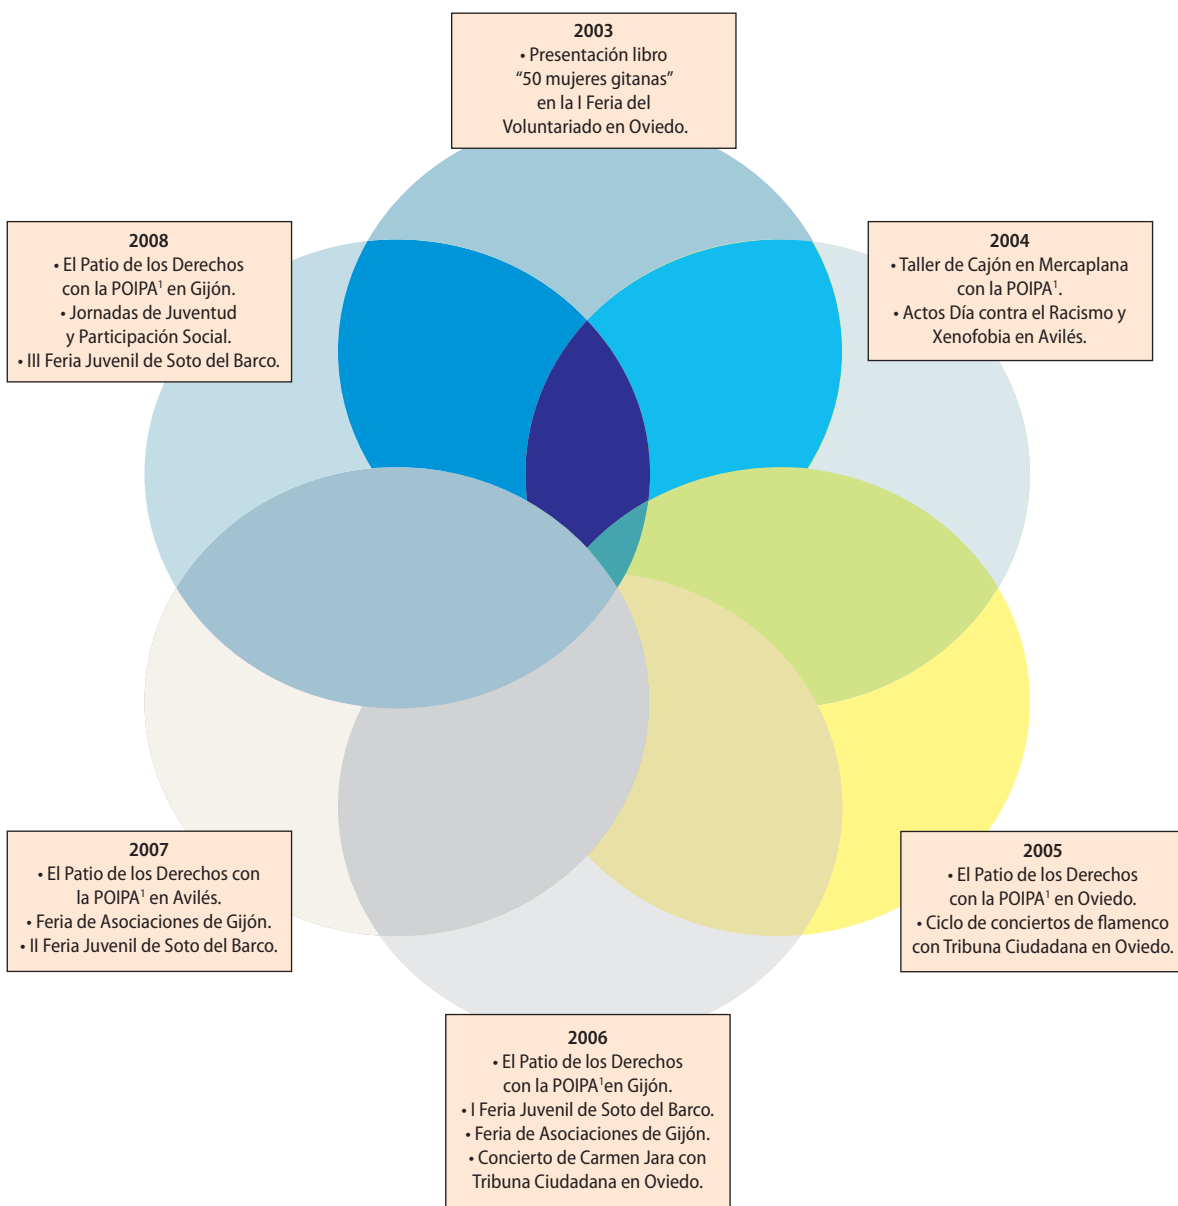 2003
• Presentación libro
“50 mujeres gitanas”
en la I Feria del
Voluntariado en Oviedo.
2004
• Taller de Cajón en Mercaplana
con la POIPA¹.
• Actos Día contra el Racismo y
Xenofobia en Avilés.
2005
• El Patio de los Derechos
con la POIPA¹ en Oviedo.
• Ciclo de conciertos de flamenco
con Tribuna Ciudadana en Oviedo.
2006
• El Patio de los Derechos
con la POIPA¹en Gijón.
• I Feria Juvenil de Soto del Barco.
• Feria de Asociaciones de Gijón.
• Concierto de Carmen Jara con
Tribuna Ciudadana en Oviedo.
2007
• El Patio de los Derechos con
la POIPA¹ en Avilés.
• Feria de Asociaciones de Gijón.
• II Feria Juvenil de Soto del Barco.
2008
• El Patio de los Derechos
con la POIPA¹ en Gijón.
• Jornadas de Juventud
y Participación Social.
• III Feria Juvenil de Soto del Barco.